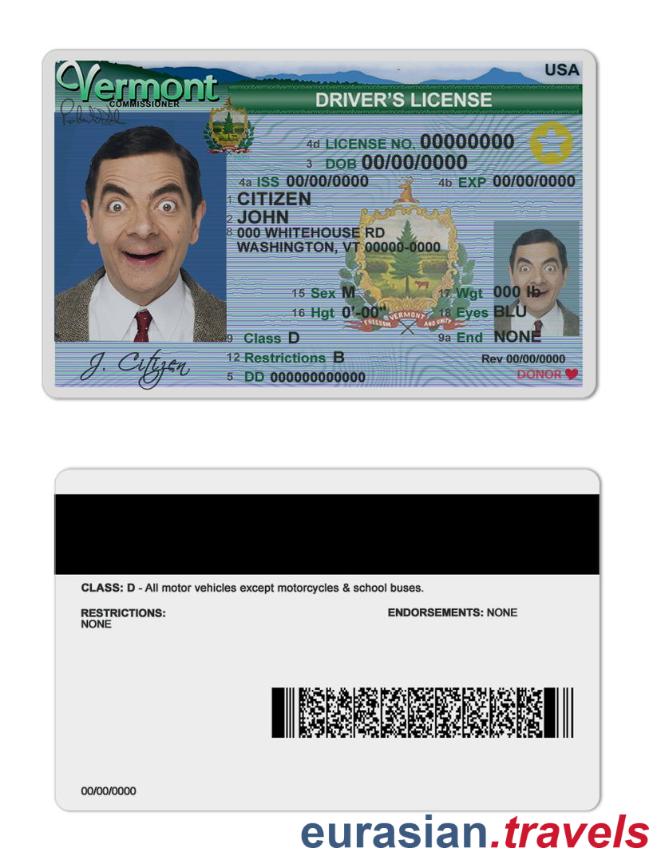 Vermont
COMMISSIONER
USA
DRIVER'S LICENSE
4d LICENSE NO. 00000000
3 DOB 00/00/0000
4a ISS 00/00/0000 4b EXP 00/00/0000
1 CITIZEN
2 JOHN
8 000 WHITEHOUSE RD
WASHINGTON, VT 00000-0000
15 Sex M 17 Wgt 000 lb
16 Hgt 0'-00" 18 Eyes BLU
FREEDOM VERMONT AND UNITY
9 Class D 9a End NONE
12 Restrictions B Rev 00/00/0000
5 DD 000000000000 DONOR
J. Citizen
CLASS: D - All motor vehicles except motorcycles & school buses.
RESTRICTIONS: ENDORSEMENTS: NONE
NONE
00/00/0000
eurasian.travels